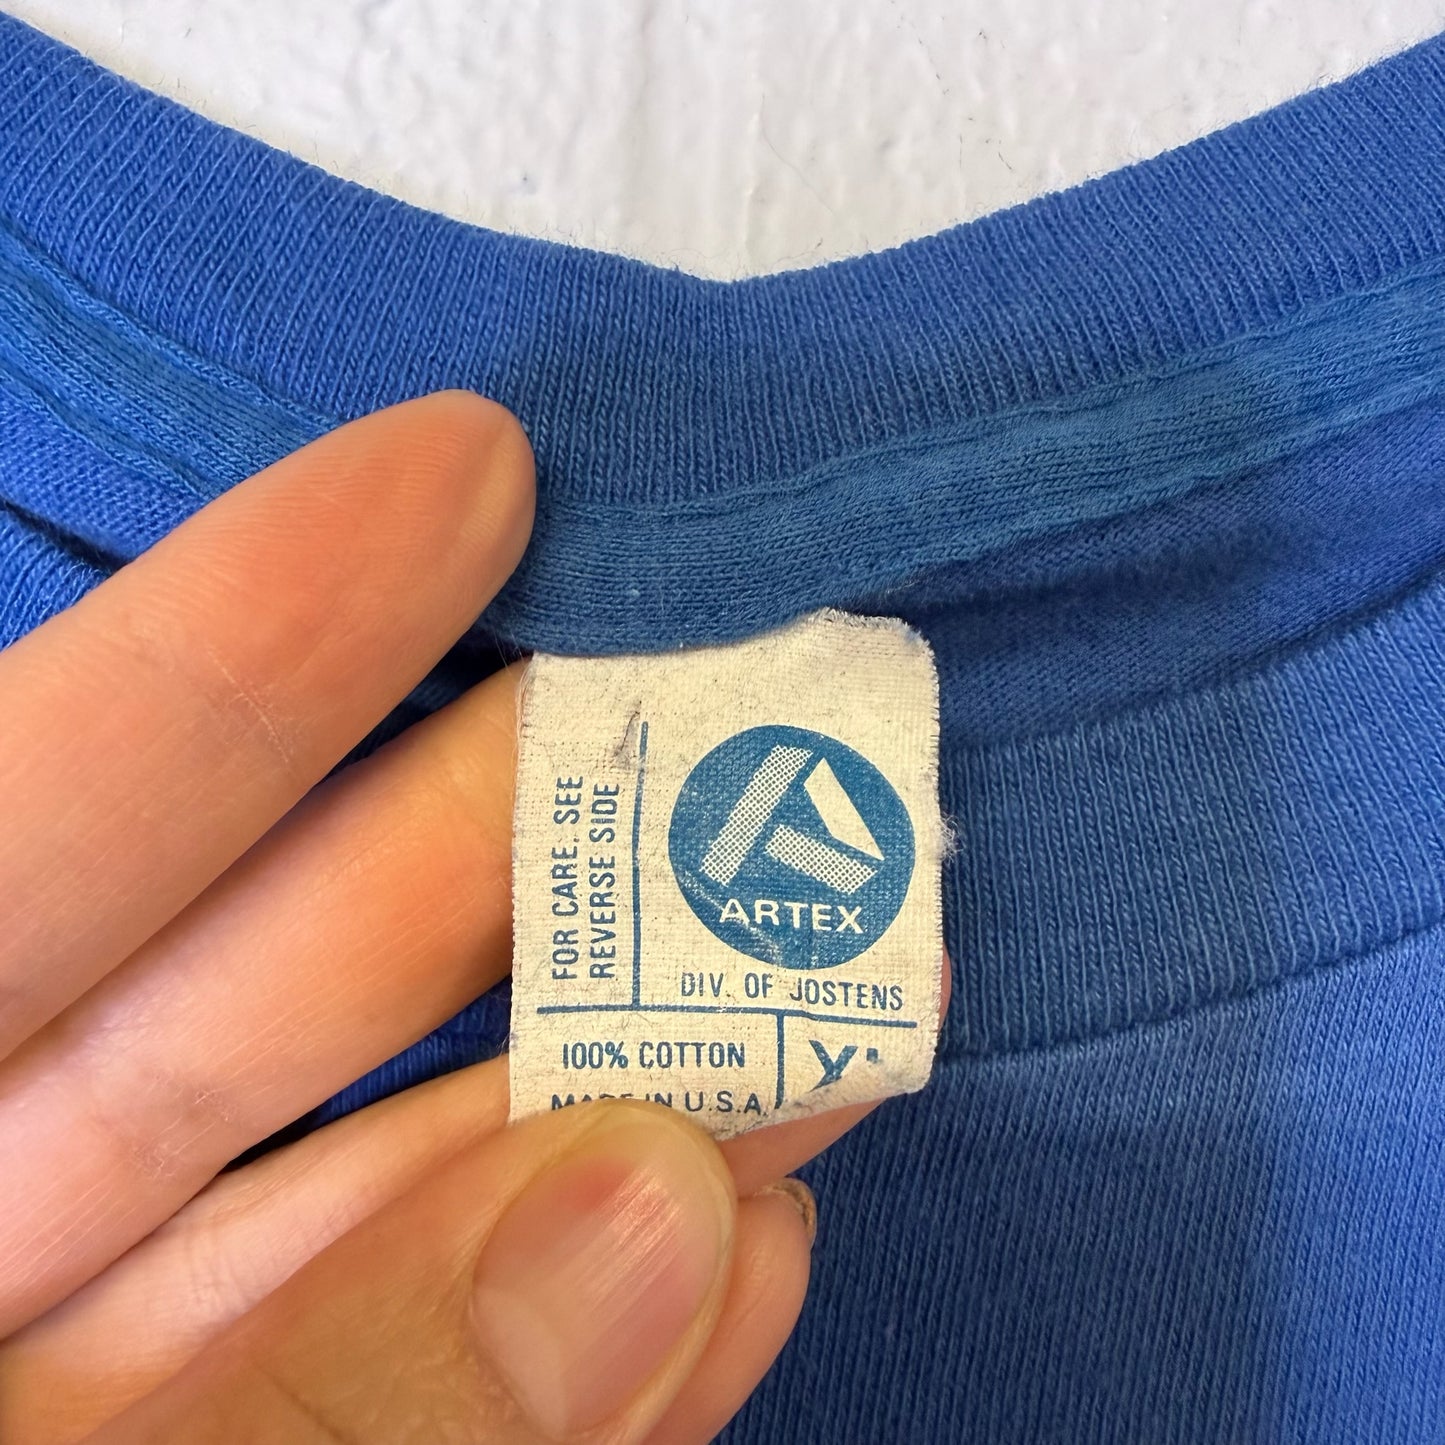 FOR CARE, SEE
REVERSE SIDE
ARTEX
DIV. OF JOSTENS
100% COTTON
MADE IN U.S.A.